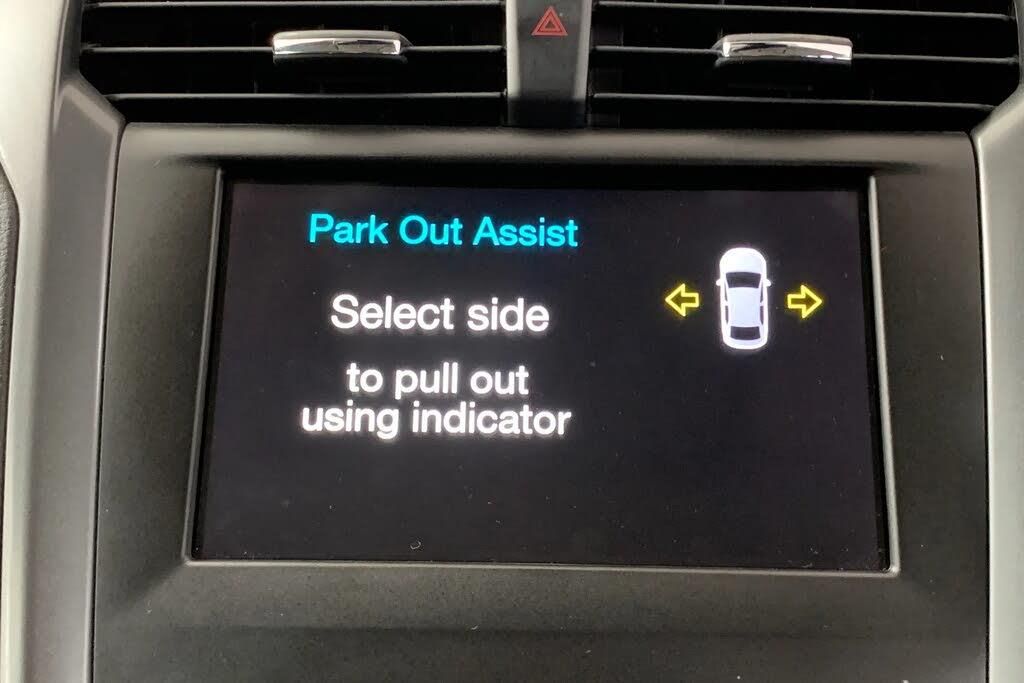 Park Out Assist
Select side
to pull out
using indicator